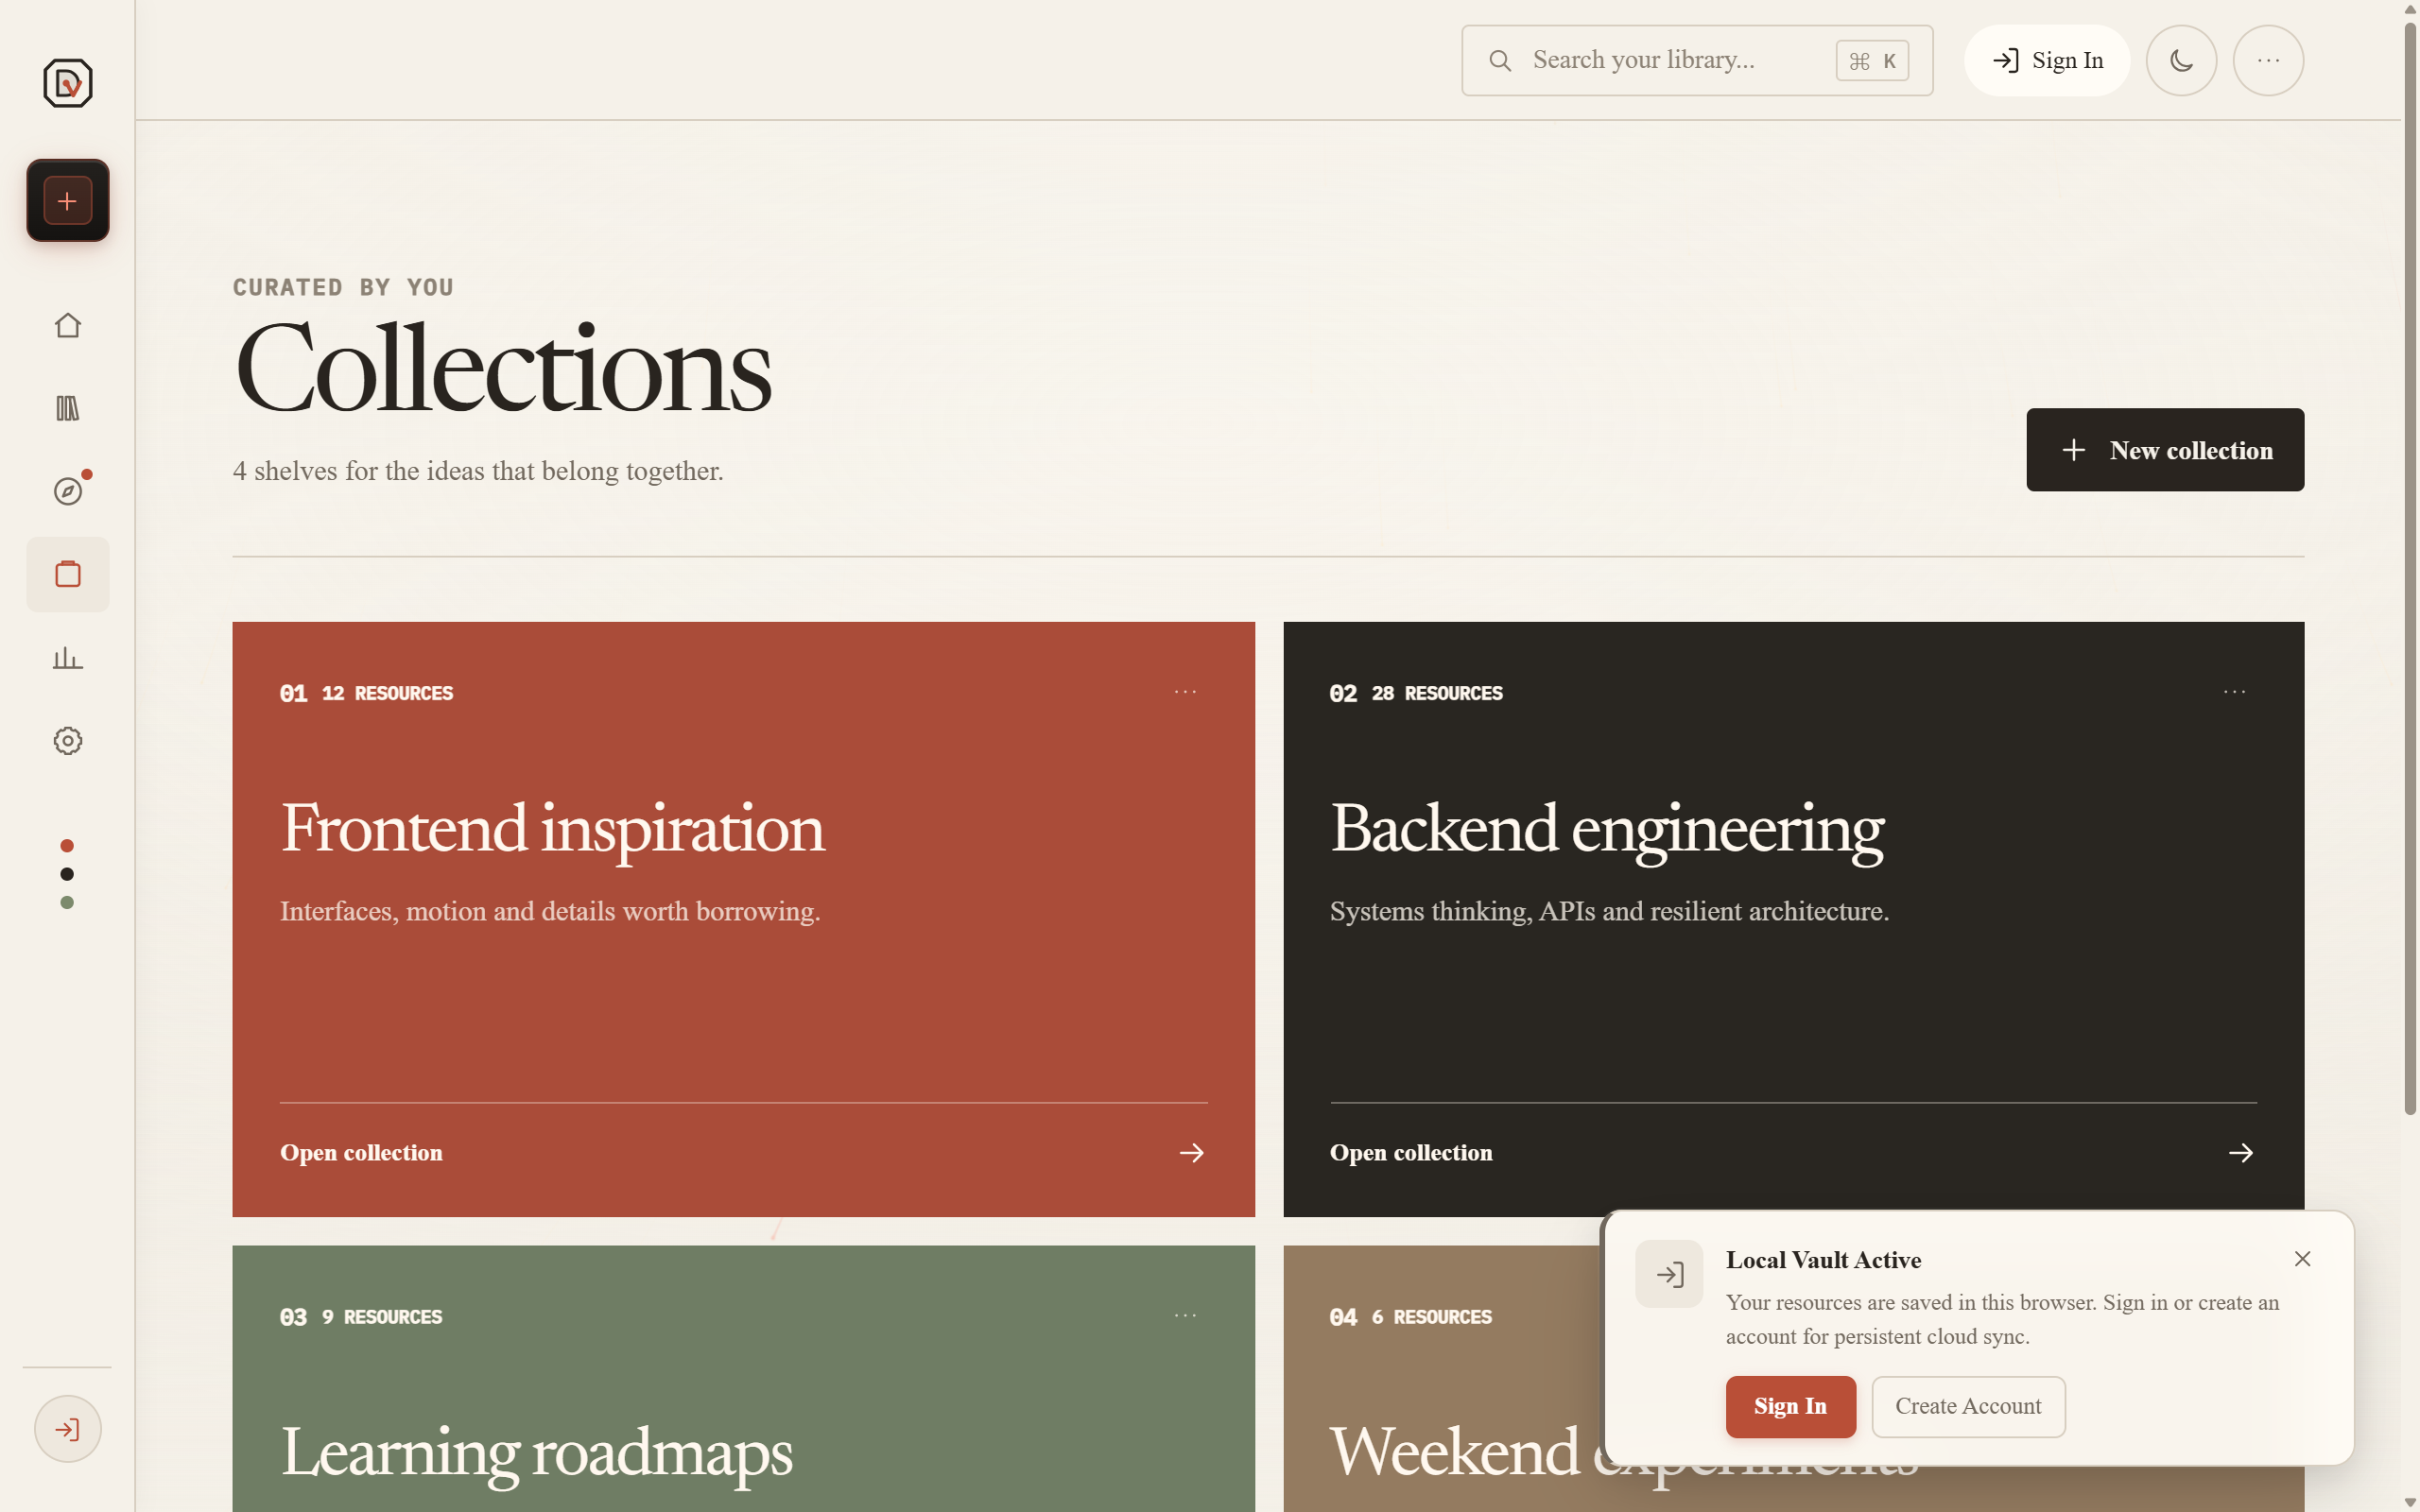 Search your library...
⌘ K
Sign In
CURATED BY YOU
Collections
4 shelves for the ideas that belong together.
New collection
01 12 RESOURCES
Frontend inspiration
Interfaces, motion and details worth borrowing.
Open collection
02 28 RESOURCES
Backend engineering
Systems thinking, APIs and resilient architecture.
Open collection
03 9 RESOURCES
Learning roadmaps
04 6 RESOURCES
Weekend experiments
Local Vault Active
Your resources are saved in this browser. Sign in or create an
account for persistent cloud sync.
Sign In
Create Account